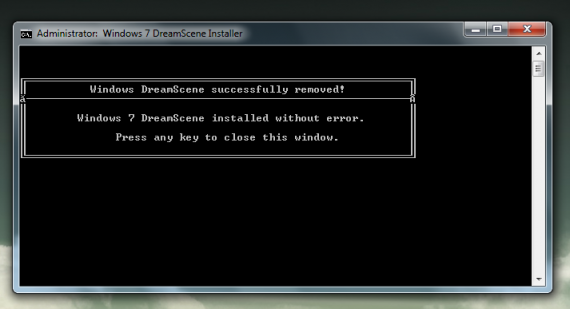 Administrator: Windows 7 DreamScene Installer
Windows DreamScene successfully removed!
Windows 7 DreamScene installed without error.
Press any key to close this window.